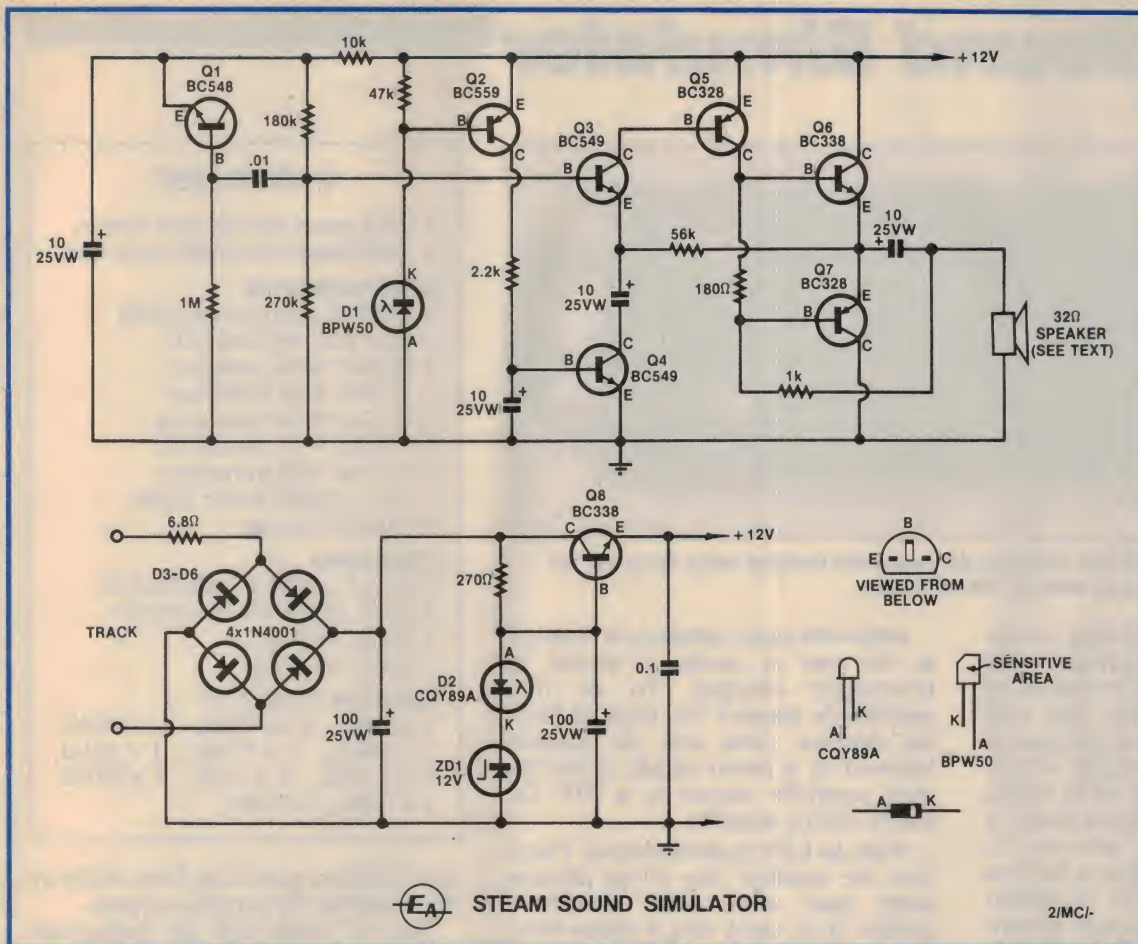 10k
+12V
Q1
BC548
E
B
180k
47k
Q2
BC559
B
E
C
Q5
BC328
B
E
C
Q3
BC549
B
C
E
Q6
BC338
B
C
E
.01
10
25VW
+
1M
270k
D1
BPW50
λ
K
A
2.2k
10
25VW
+
10
25VW
+
56k
180Ω
10
25VW
+
Q7
BC328
B
E
C
1k
Q4
BC549
B
C
E
32Ω
SPEAKER
(SEE TEXT)
6.8Ω
D3-D6
TRACK
4x1N4001
100
25VW
+
270Ω
Q8
BC338
C
E
B
+12V
A
D2
CQY89A
λ
K
ZD1
12V
100
25VW
+
0.1
B
E
C
VIEWED FROM
BELOW
K
A
CQY89A
SENSITIVE
AREA
K
A
BPW50
A
K
EA STEAM SOUND SIMULATOR
2/MC/-